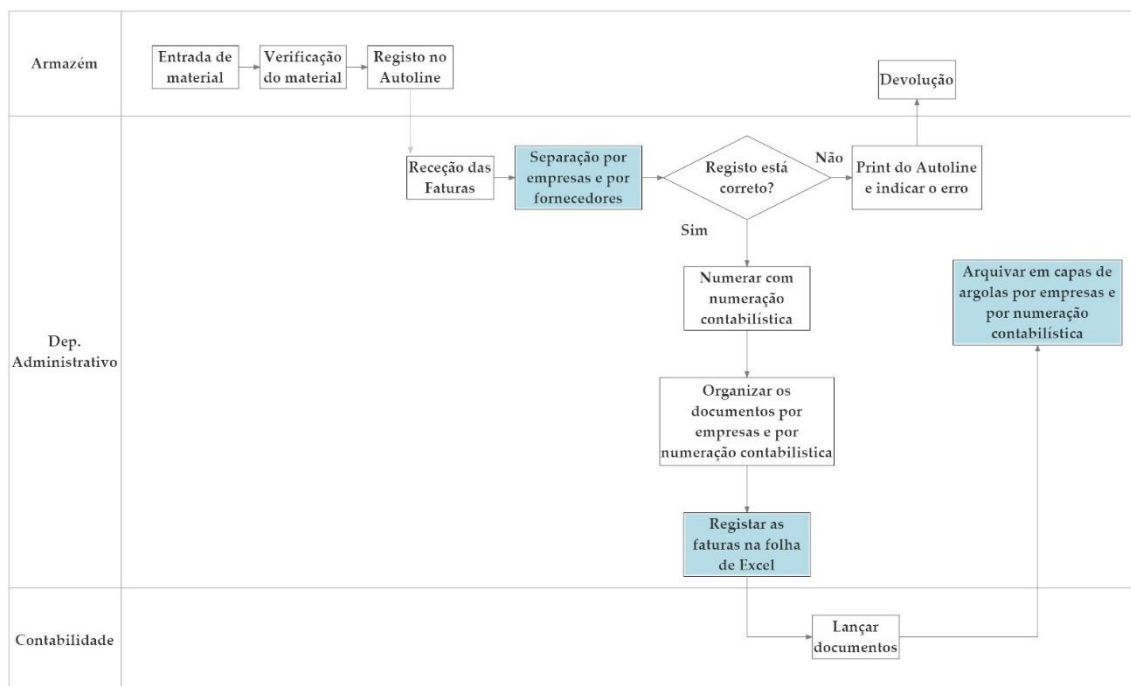 Armazém
Entrada de
material
Verificação
do material
Registo no
Autoline
Devolução
Dep.
Administrativo
Receção das
Faturas
Separação por
empresas e por
fornecedores
Registo está
correto?
Não
Print do Autoline
e indicar o erro
Sim
Numerar com
numeração
contabilística
Arquivar em capas de
argolas por empresas e
por numeração
contabilística
Organizar os
documentos por
empresas e por
numeração contabilistica
Registar as
faturas na folha
de Excel
Contabilidade
Lançar
documentos